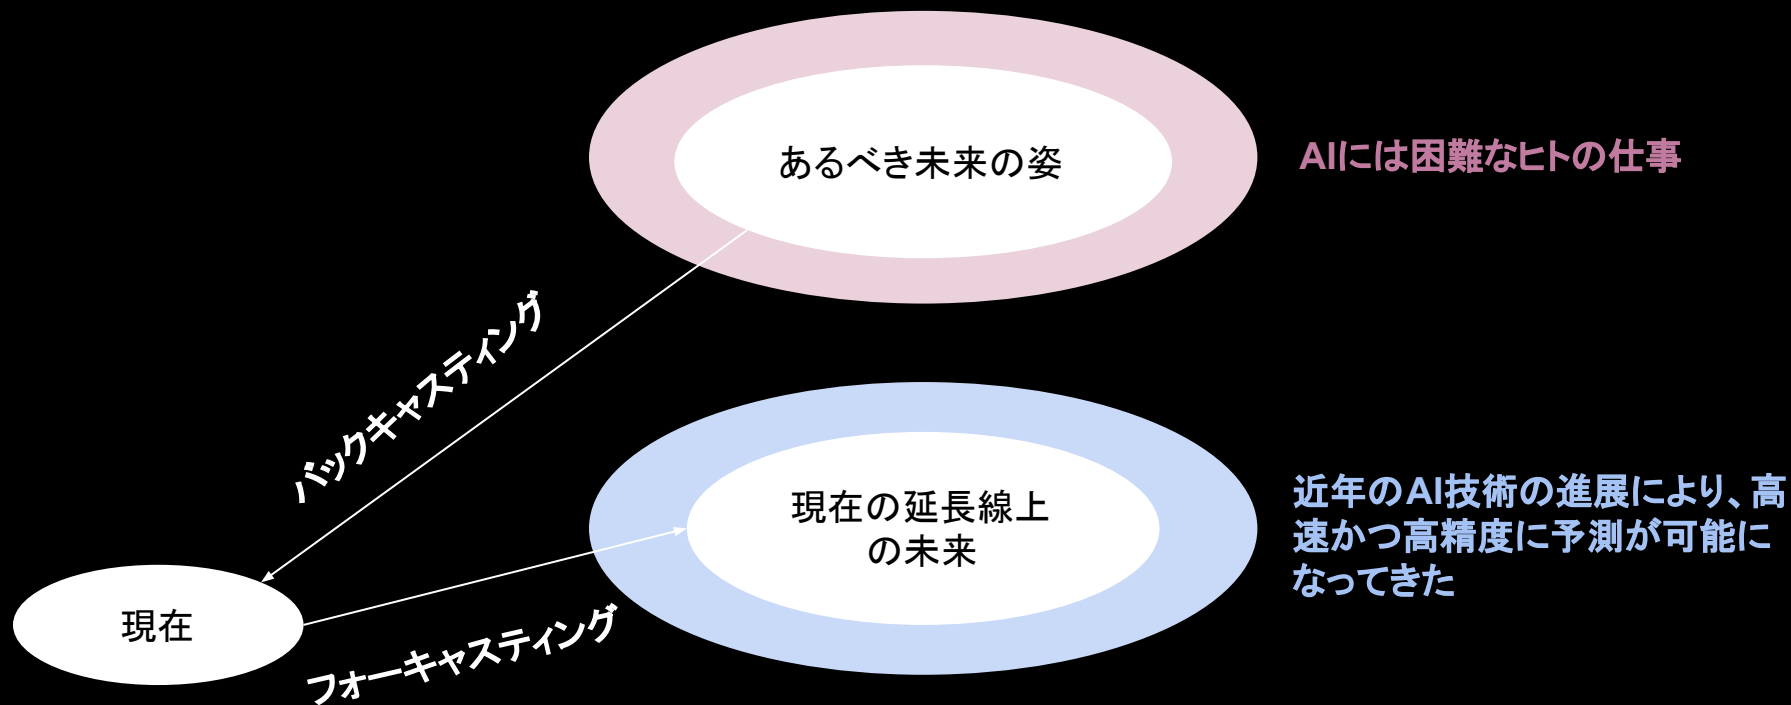 あるべき未来の姿
AIには困難なヒトの仕事
バックキャスティング
現在の延長線上
の未来
近年のAI技術の進展により、高
速かつ高精度に予測が可能に
なってきた
現在
フォーキャスティング